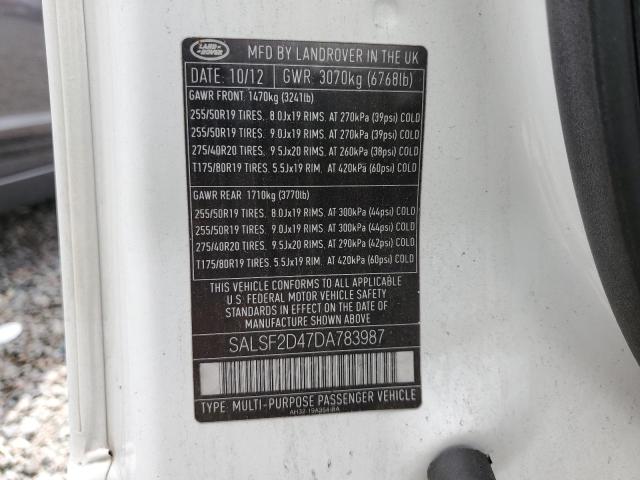 LAND ROVER
MFD BY LANDROVER IN THE UK
DATE: 10/12 GWR: 3070kg (6768lb)
GAWR FRONT: 1470kg (3241lb)
255/50R19 TIRES. 8.0Jx19 RIMS. AT 270kPa (39psi) COLD
255/50R19 TIRES. 9.0Jx19 RIMS. AT 270kPa (39psi) COLD
275/40R20 TIRES. 9.5Jx20 RIMS. AT 260kPa (38psi) COLD
T175/80R19 TIRES. 5.5Jx19 RIM. AT 420kPa (60psi) COLD
GAWR REAR: 1710kg (3770lb)
255/50R19 TIRES. 8.0Jx19 RIMS. AT 300kPa (44psi) COLD
255/50R19 TIRES. 9.0Jx19 RIMS. AT 300kPa (44psi) COLD
275/40R20 TIRES. 9.5Jx20 RIMS. AT 290kPa (42psi) COLD
T175/80R19 TIRES. 5.5Jx19 RIM. AT 420kPa (60psi) COLD
THIS VEHICLE CONFORMS TO ALL APPLICABLE
U.S. FEDERAL MOTOR VEHICLE SAFETY
STANDARDS IN EFFECT ON THE DATE OF
MANUFACTURE SHOWN ABOVE.
SALSF2D47DA783987
TYPE: MULTI-PURPOSE PASSENGER VEHICLE
AH32-19A354-BA